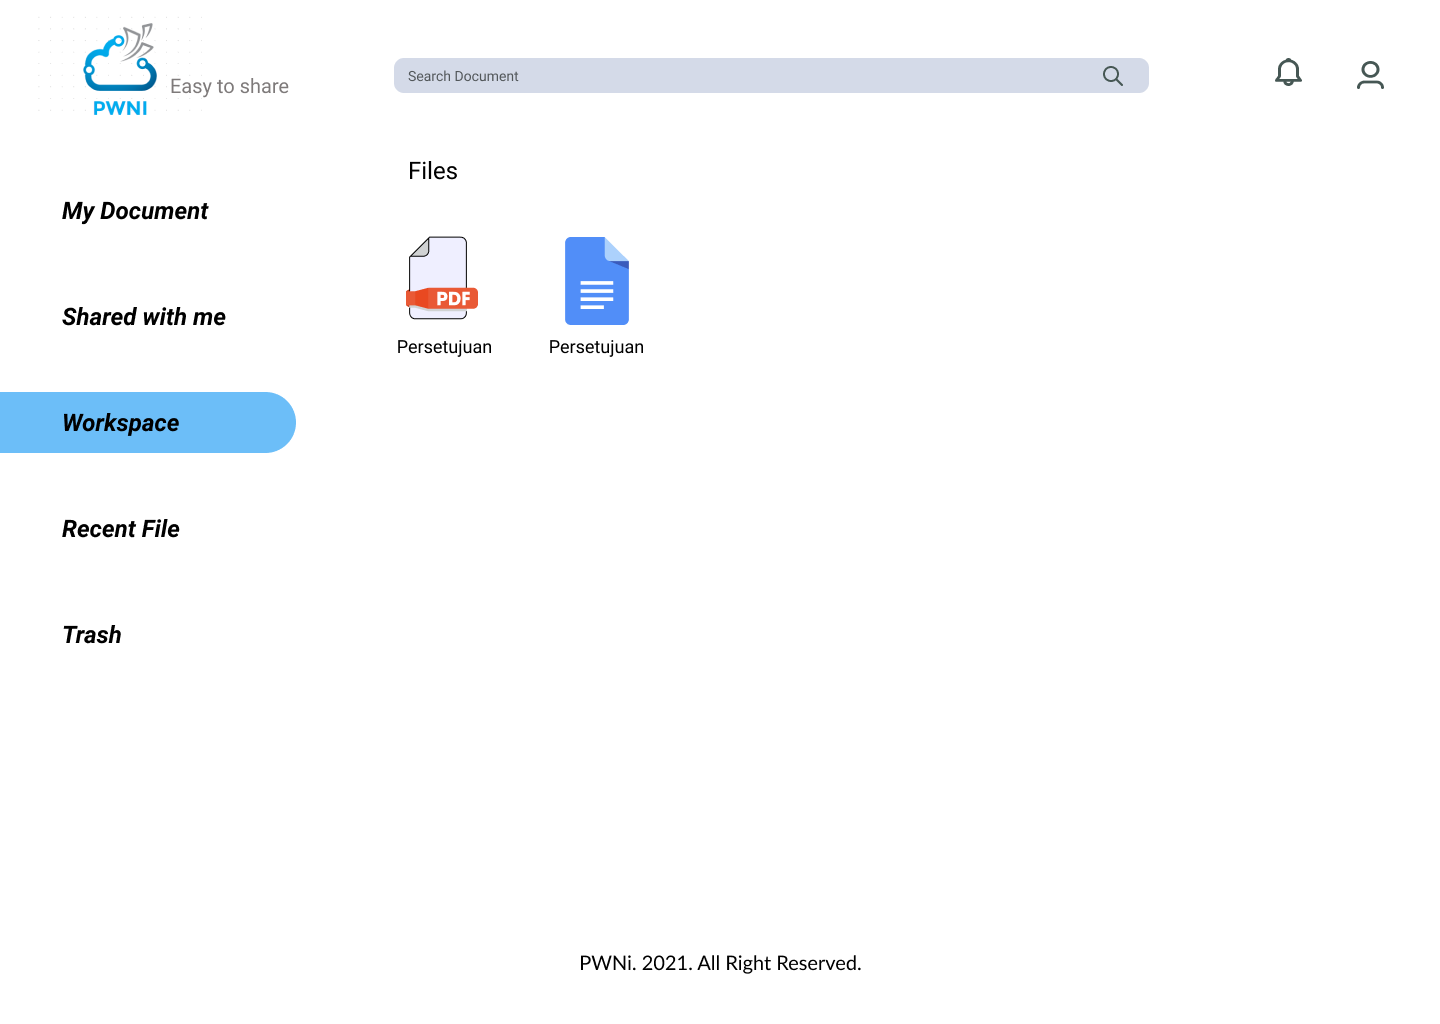 PWNI
Easy to share
Search Document
Files
My Document
Shared with me
Workspace
Recent File
Trash
PDF
Persetujuan
Persetujuan
PWNi. 2021. All Right Reserved.